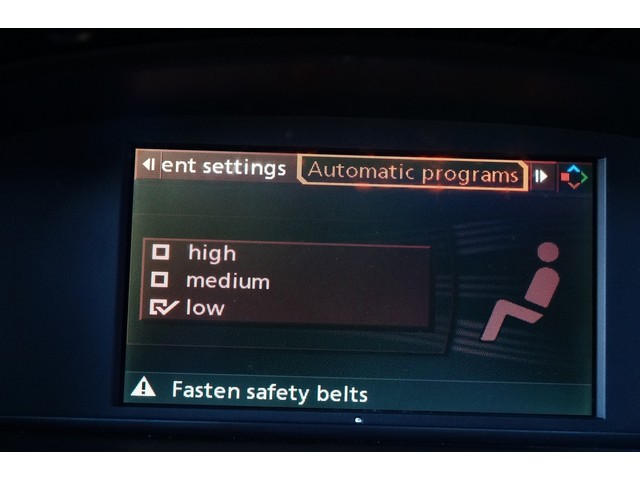 ent settings Automatic programs
high
medium
low
Fasten safety belts